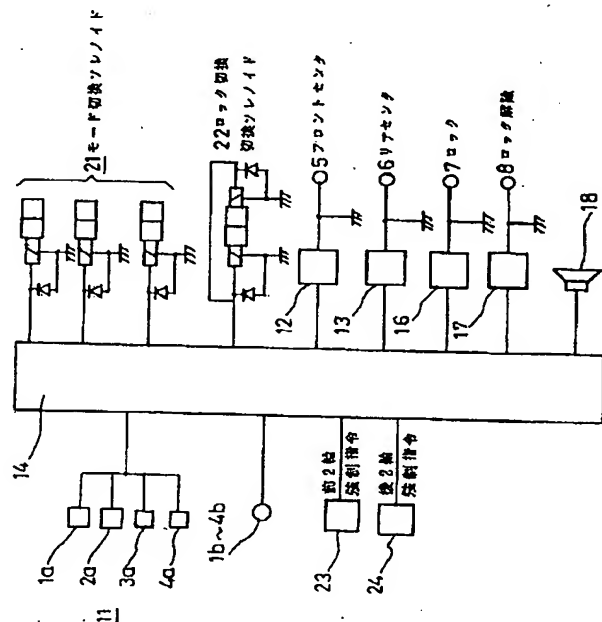 11
1a
2a
3a
4a
14
1b~4b
23
前2輪
強制指令
24
後2輪
強制指令
21モード切換ソレノイド
22ロック切換
切換ソレノイド
12
5フロントセンタ
13
6リアセンタ
16
7ロック
17
8ロック解除
18